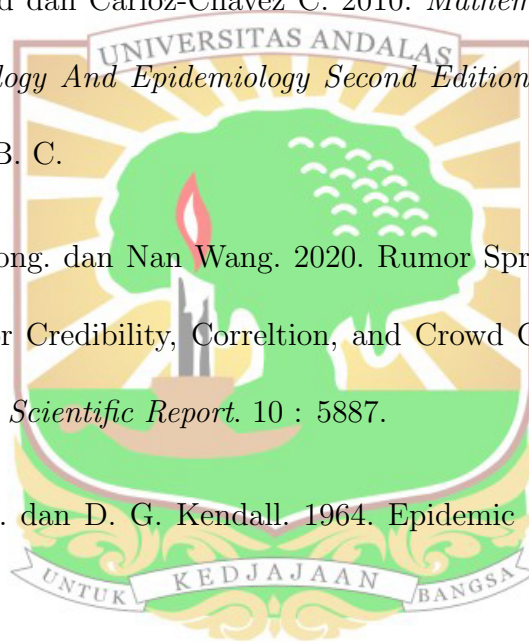 d dan Carloz-Chavez C. 2010. Mathem
UNIVERSITAS ANDALAS
logy And Epidemiology Second Edition
B. C.
ong. dan Nan Wang. 2020. Rumor Spr
r Credibility, Correltion, and Crowd C
Scientific Report. 10 : 5887.
. dan D. G. Kendall. 1964. Epidemic
UNTUK KEDJAJAAN BANGSA